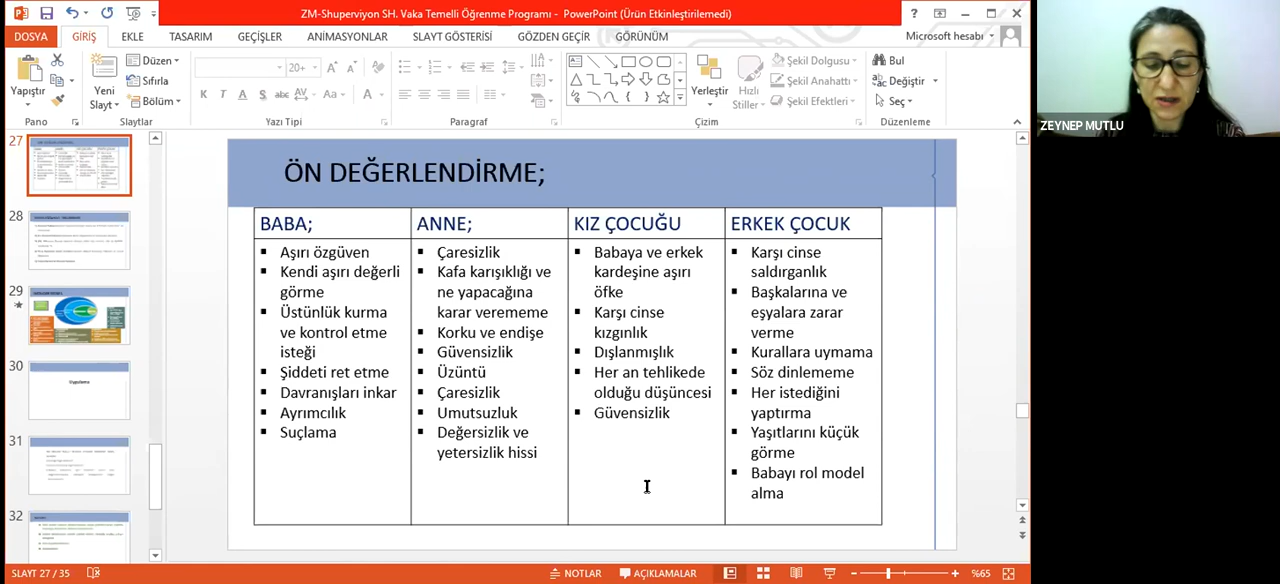 ZM-Shuperviyon SH. Vaka Temelli Öğrenme Programı - PowerPoint (Ürün Etkinleştirilemedi)
DOSYA GİRİŞ EKLE TASARIM GEÇİŞLER ANİMASYONLAR SLAYT GÖSTERİSİ GÖZDEN GEÇİR GÖRÜNÜM Microsoft hesabı
Yapıştır
Yeni
Slayt
Düzen
Sıfırla
Bölüm
20+
K T A S abc AV Aa A
Yerleştir
Hızlı
Stiller
Şekil Dolgusu
Şekil Anahattı
Şekil Efektleri
Bul
Değiştir
Seç
Pano Slaytlar Yazı Tipi Paragraf Çizim Düzenleme
ZEYNEP MUTLU
27
28
29
30
Uygulama
31
32
ÖN DEĞERLENDİRME;
BABA;
Aşırı özgüven
Kendi aşırı değerli
görme
Üstünlük kurma
ve kontrol etme
isteği
Şiddeti ret etme
Davranışları inkar
Ayrımcılık
Suçlama
ANNE;
Çaresizlik
Kafa karışıklığı ve
ne yapacağına
karar verememe
Korku ve endişe
Güvensizlik
Üzüntü
Çaresizlik
Umutsuzluk
Değersizlik ve
yetersizlik hissi
KIZ ÇOCUĞU
Babaya ve erkek
kardeşine aşırı
öfke
Karşı cinse
kızgınlık
Dışlanmışlık
Her an tehlikede
olduğu düşüncesi
Güvensizlik
ERKEK ÇOCUK
Karşı cinse
saldırganlık
Başkalarına ve
eşyalara zarar
verme
Kurallara uymama
Söz dinlememe
Her istediğini
yaptırma
Yaşıtlarını küçük
görme
Babayı rol model
alma
SLAYT 27 / 35 NOTLAR AÇIKLAMALAR %65